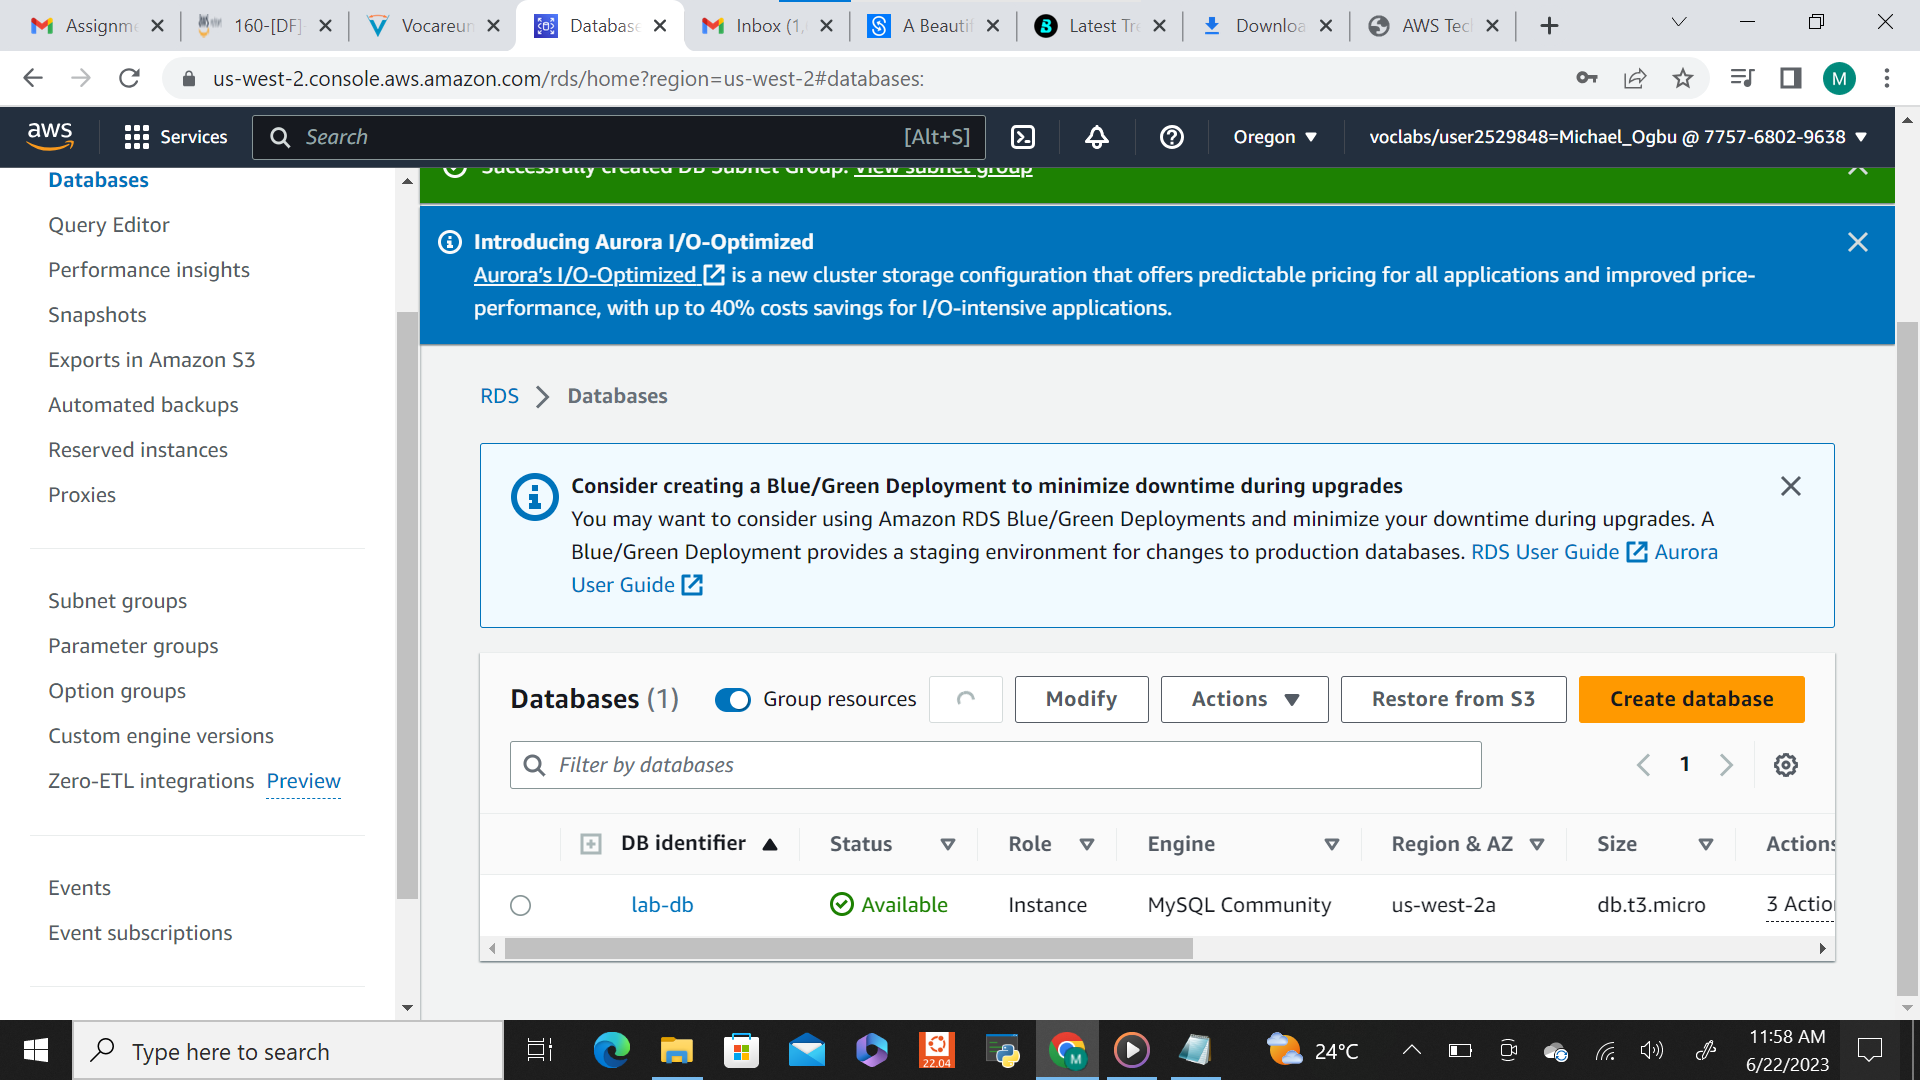 Assignme
160-[DF]-
Vocareum
Database
Inbox (1,
A Beauti
Latest Tre
Downloa
AWS Tecl
us-west-2.console.aws.amazon.com/rds/home?region=us-west-2#databases:
M
aws
Services
Search
[Alt+S]
Oregon
voclabs/user2529848=Michael_Ogbu @ 7757-6802-9638
Databases
Query Editor
Performance insights
Snapshots
Exports in Amazon S3
Automated backups
Reserved instances
Proxies
Subnet groups
Parameter groups
Option groups
Custom engine versions
Zero-ETL integrations Preview
Events
Event subscriptions
Successfully created DB Subnet Group. View subnet group
Introducing Aurora I/O-Optimized
Aurora's I/O-Optimized is a new cluster storage configuration that offers predictable pricing for all applications and improved price-
performance, with up to 40% costs savings for I/O-intensive applications.
RDS > Databases
Consider creating a Blue/Green Deployment to minimize downtime during upgrades
You may want to consider using Amazon RDS Blue/Green Deployments and minimize your downtime during upgrades. A
Blue/Green Deployment provides a staging environment for changes to production databases. RDS User Guide Aurora
User Guide
Databases (1)
Group resources
Modify
Actions
Restore from S3
Create database
Filter by databases
1
DB identifier
Status
Role
Engine
Region & AZ
Size
Actions
lab-db
Available
Instance
MySQL Community
us-west-2a
db.t3.micro
3 Actio
Type here to search
22.04
M
24°C
11:58 AM
6/22/2023